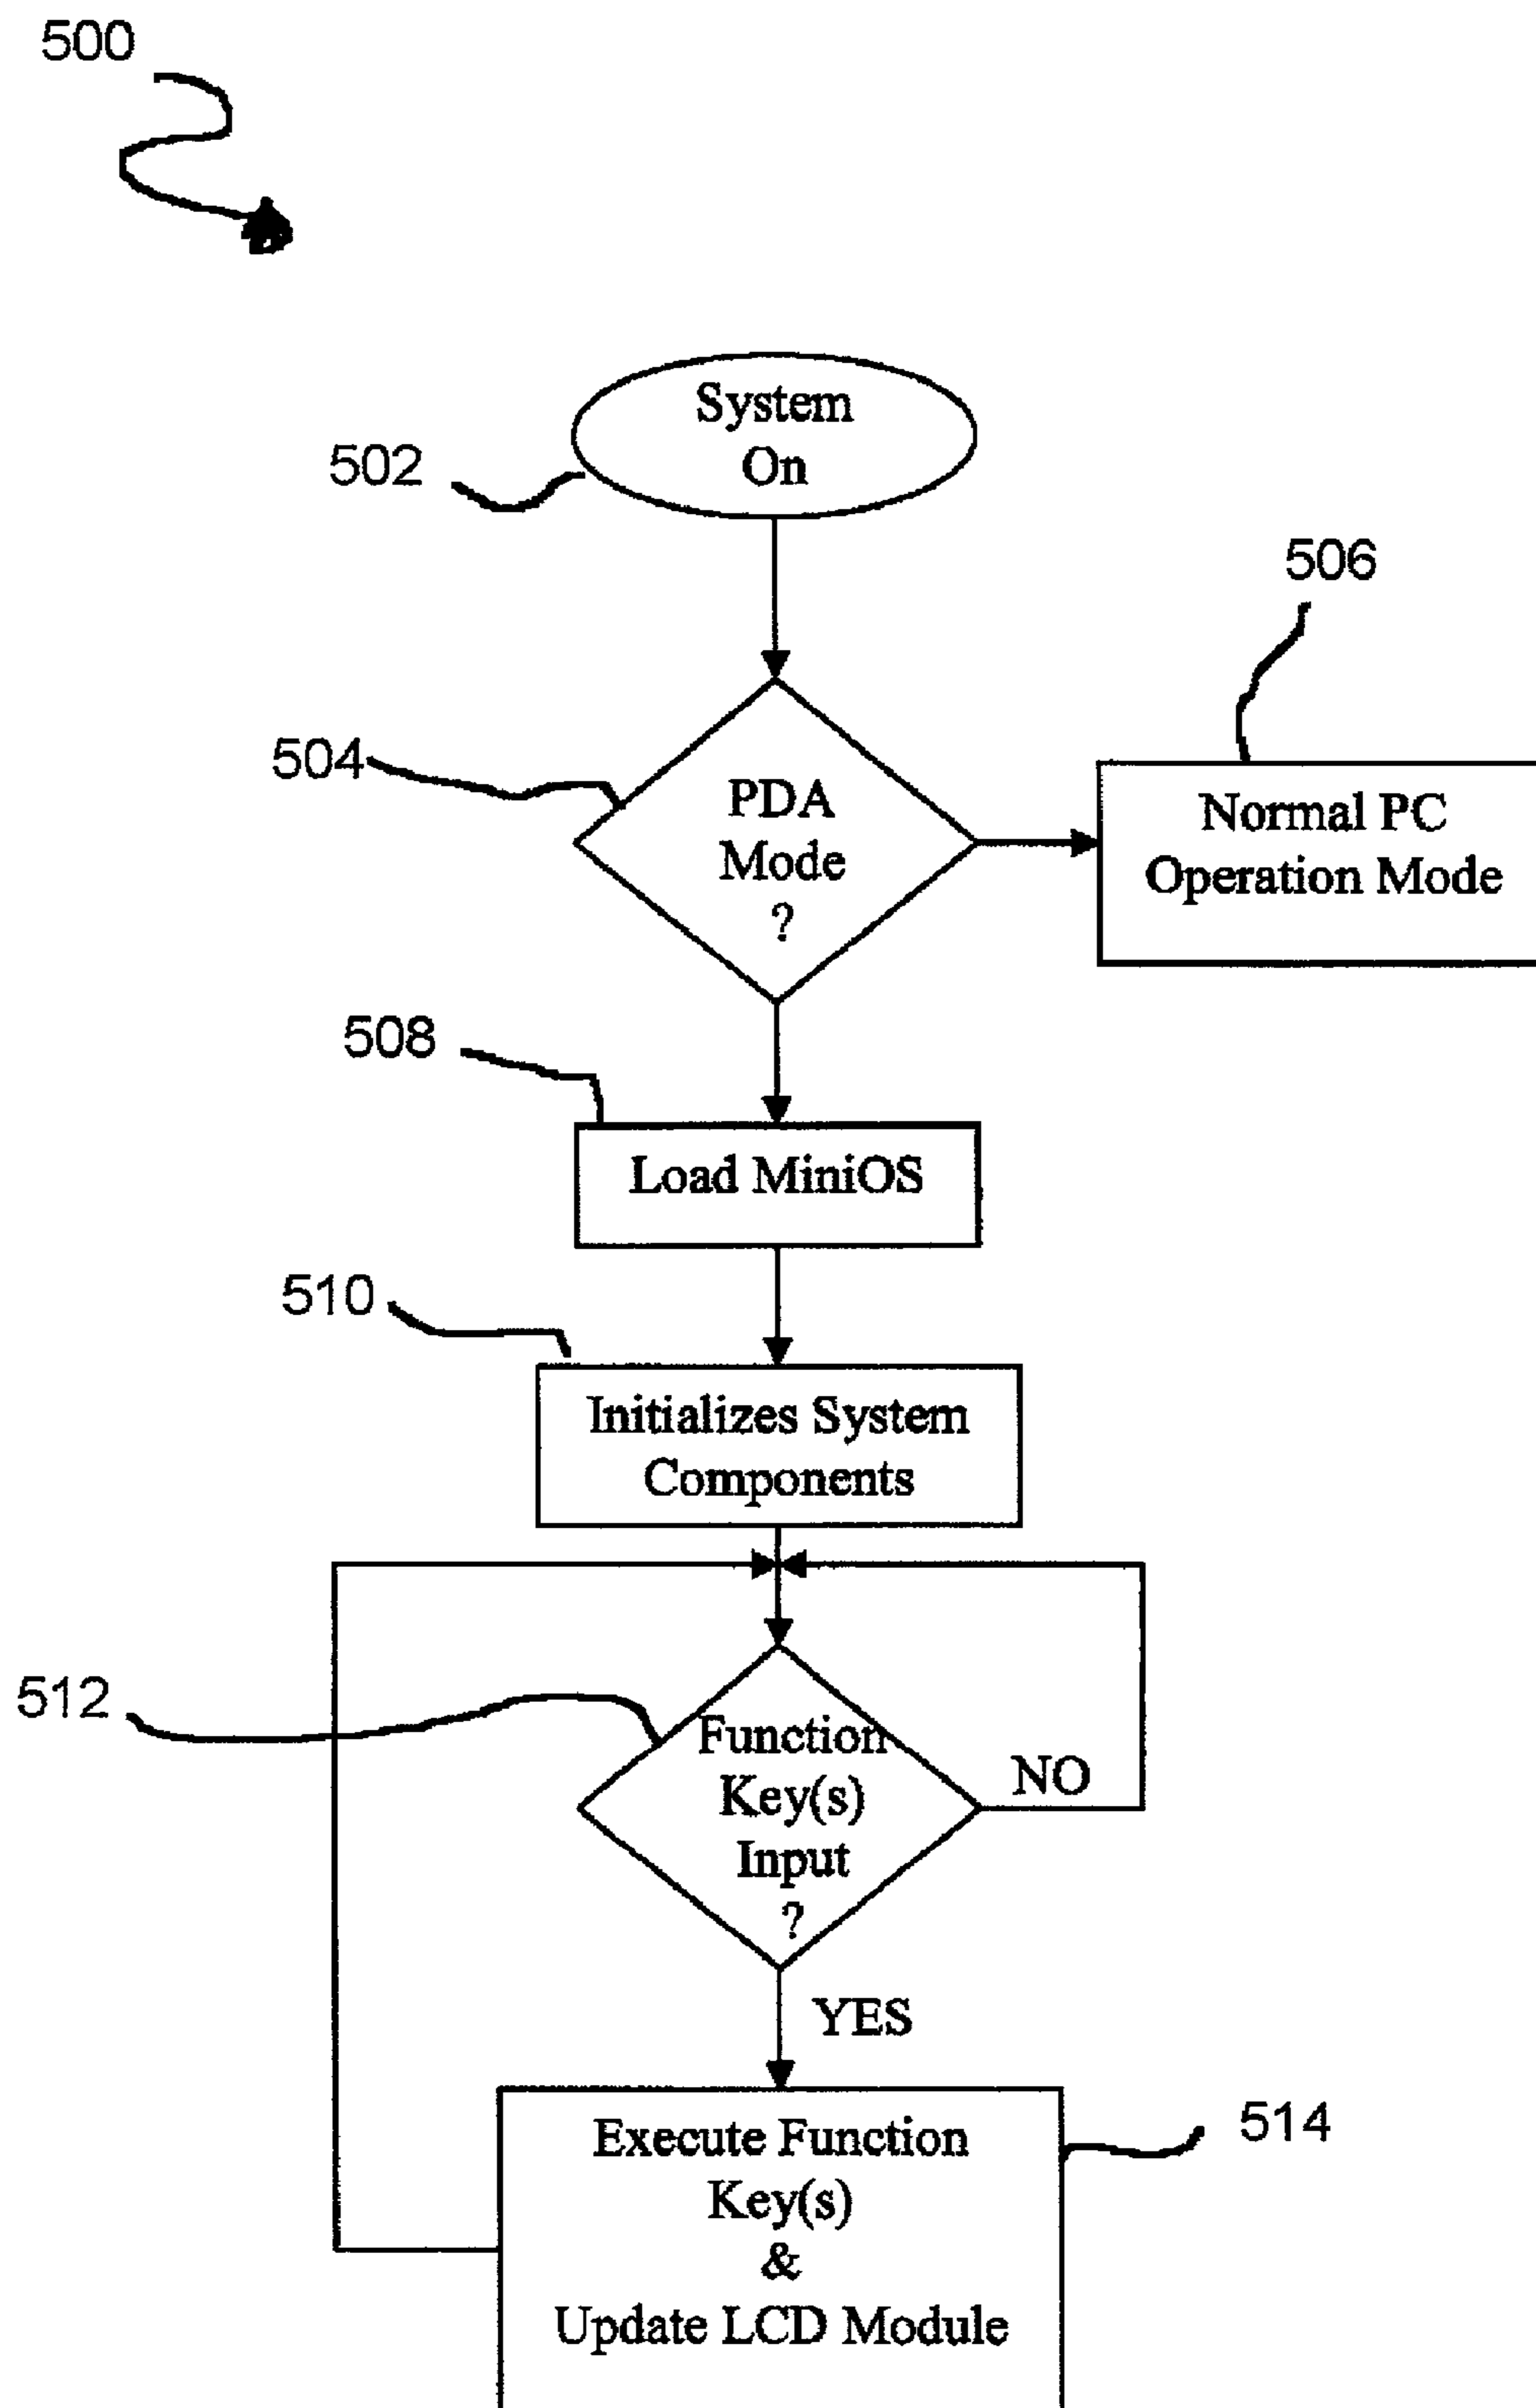 500
System
On
502
506
504
PDA
Mode
?
Normal PC
Operation Mode
508
Load MiniOS
510
Initializes System
Components
512
Function
Key(s)
Input
?
NO
YES
Execute Function
Key(s)
&
Update LCD Module
514